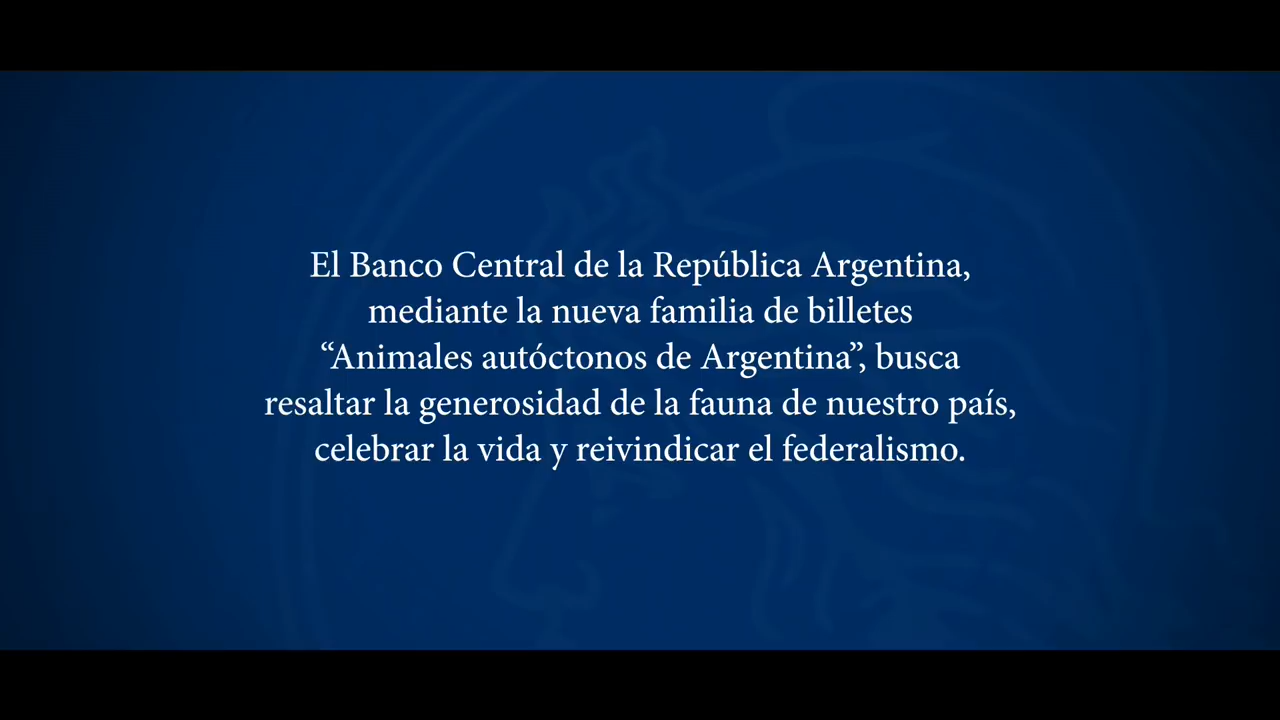 El Banco Central de la República Argentina,
mediante la nueva familia de billetes
“Animales autóctonos de Argentina”, busca
resaltar la generosidad de la fauna de nuestro país,
celebrar la vida y reivindicar el federalismo.